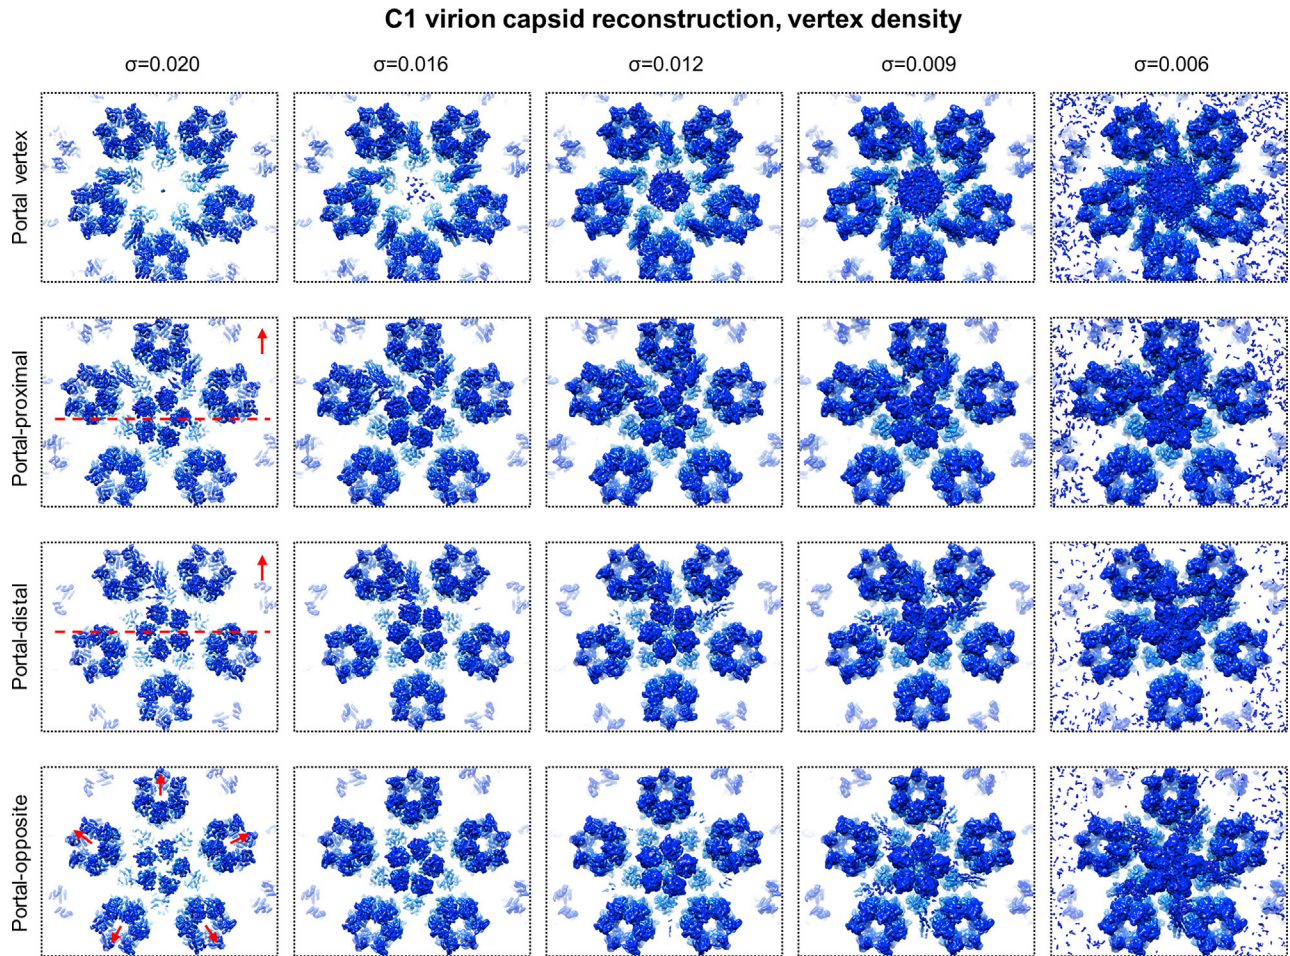 C1 virion capsid reconstruction, vertex density
σ=0.020 σ=0.016 σ=0.012 σ=0.009 σ=0.006
Portal vertex
Portal-proximal
Portal-distal
Portal-opposite